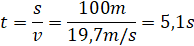 t = s/v = 100m/19,7m/s = 5,1s